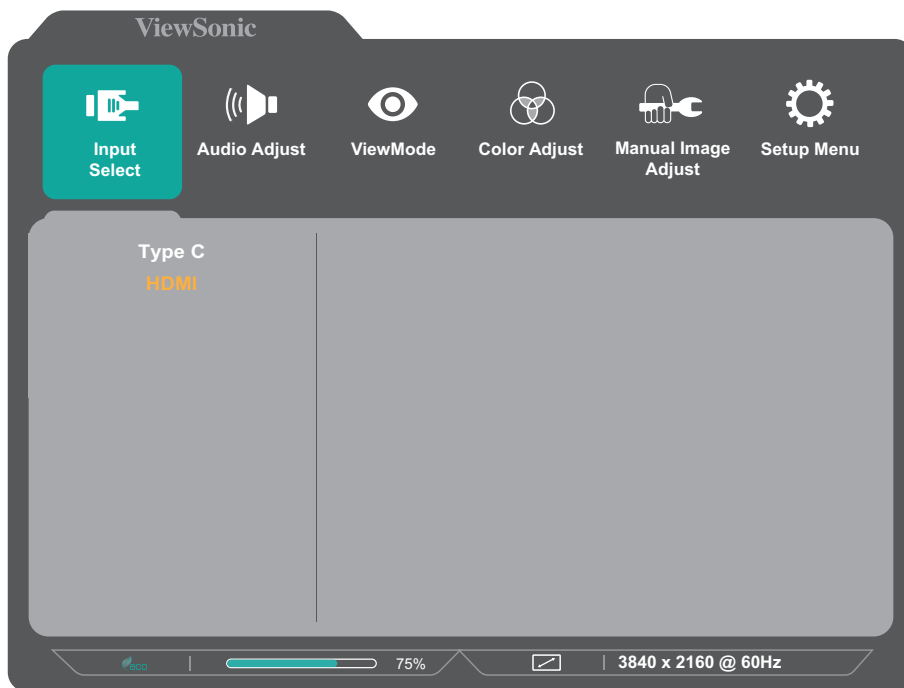 ViewSonic
Input
Select
Audio Adjust
ViewMode
Color Adjust
Manual Image
Adjust
Setup Menu
Type C
HDMI
eco
75%
3840 x 2160 @ 60Hz